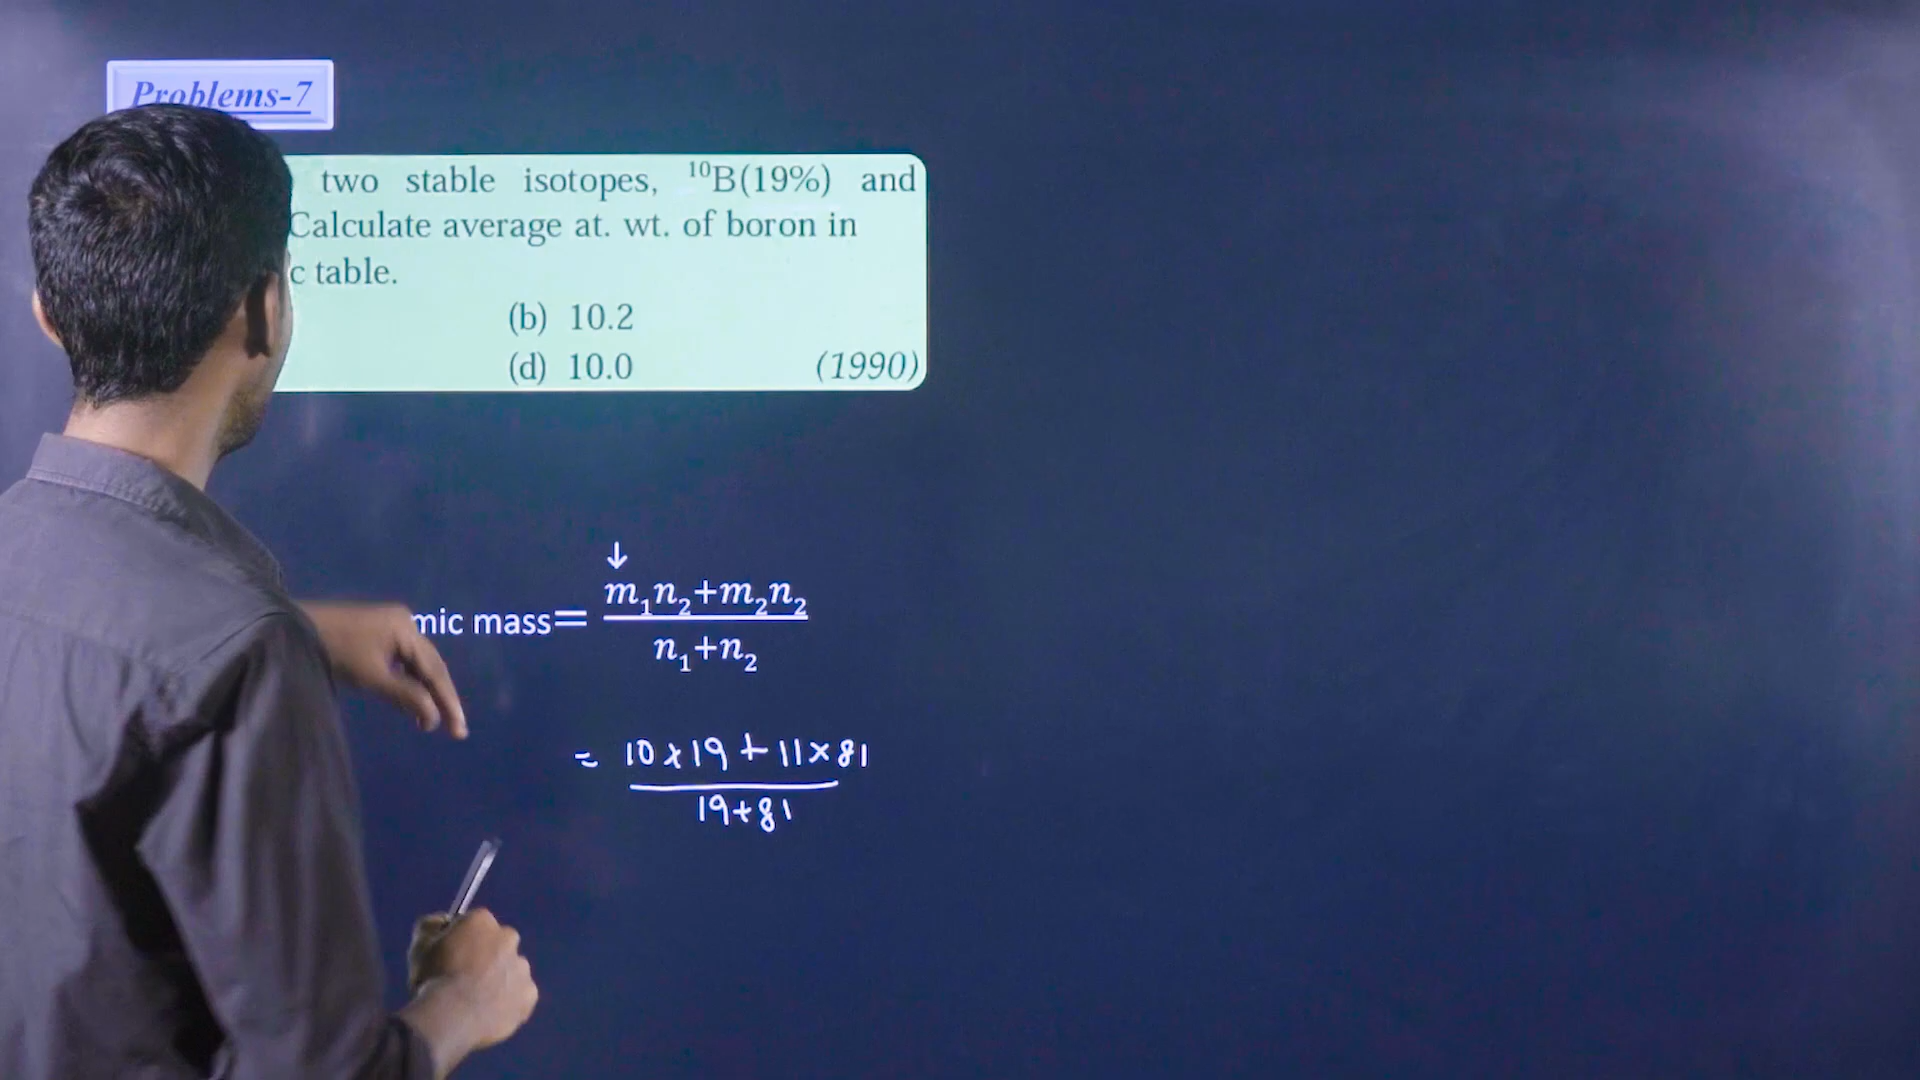 Problems-7
two stable isotopes, ¹⁰B(19%) and
Calculate average at. wt. of boron in
c table.
(b) 10.2
(d) 10.0 (1990)
↓
mic mass= m₁n₂+m₂n₂
n₁+n₂
= 10×19+11×81
19+81